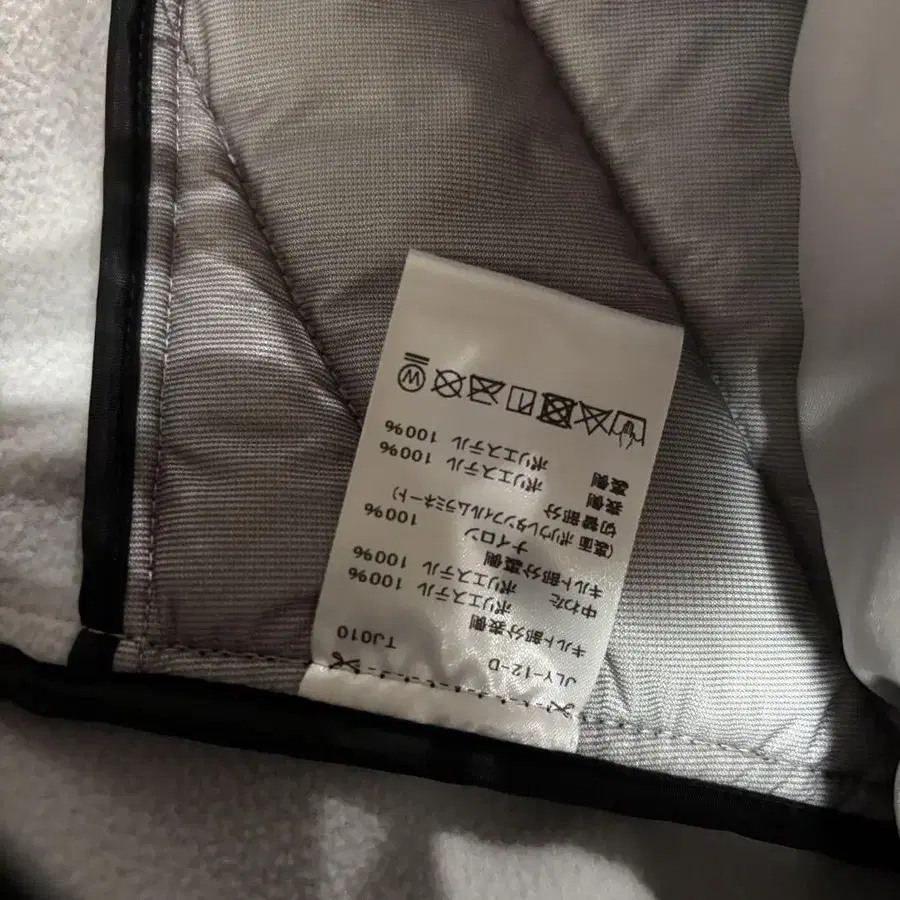 JLY-12-D TJ010
キルト部分表側
ポリエステル 100%
中わた ポリエステル 100%
キルト部分裏側
ナイロン 100%
(裏面 ポリウレタンフィルムラミネート)
切替部分
表側 ポリエステル 100%
裏側 ポリエステル 100%
W